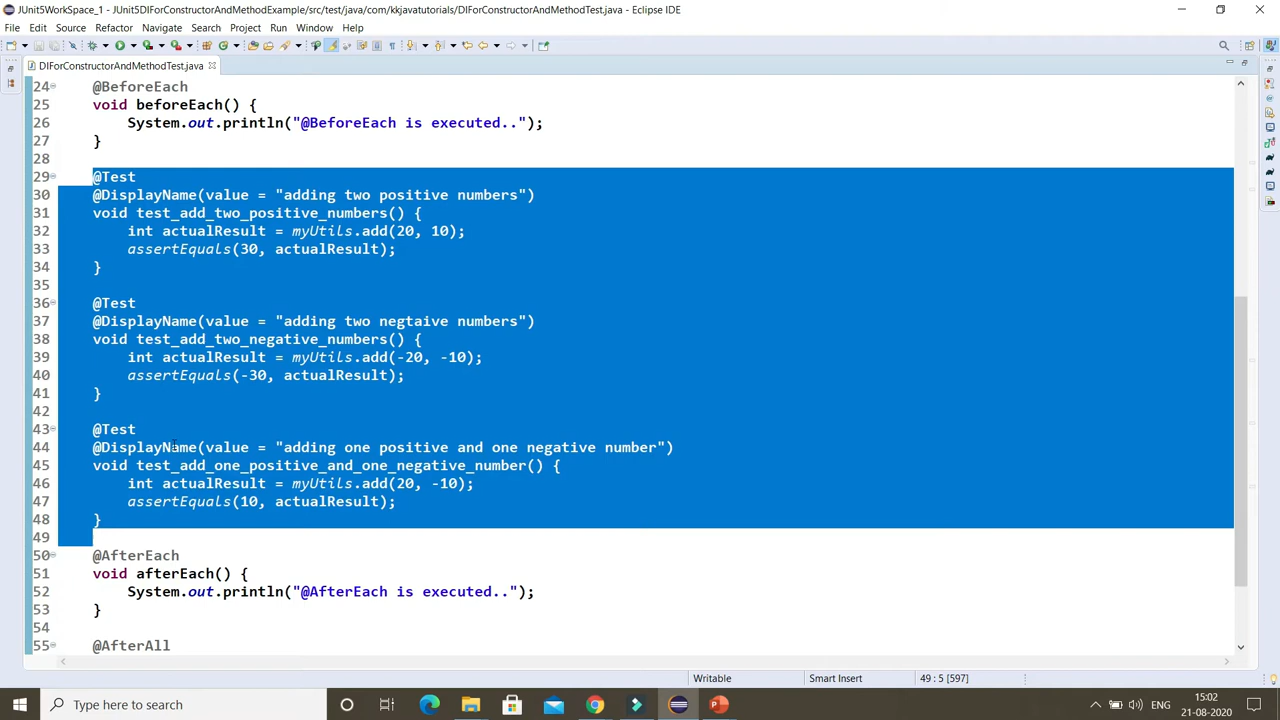 JUnit5WorkSpace_1 - JUnit5DIForConstructorAndMethodExample/src/test/java/com/kkjavatutorials/DIForConstructorAndMethodTest.java - Eclipse IDE
File Edit Source Refactor Navigate Search Project Run Window Help
DIForConstructorAndMethodTest.java
24 @BeforeEach
25 void beforeEach() {
26 System.out.println("@BeforeEach is executed..");
27 }
28
29 @Test
30 @DisplayName(value = "adding two positive numbers")
31 void test_add_two_positive_numbers() {
32 int actualResult = myUtils.add(20, 10);
33 assertEquals(30, actualResult);
34 }
35
36 @Test
37 @DisplayName(value = "adding two negtaive numbers")
38 void test_add_two_negative_numbers() {
39 int actualResult = myUtils.add(-20, -10);
40 assertEquals(-30, actualResult);
41 }
42
43 @Test
44 @DisplayName(value = "adding one positive and one negative number")
45 void test_add_one_positive_and_one_negative_number() {
46 int actualResult = myUtils.add(20, -10);
47 assertEquals(10, actualResult);
48 }
49
50 @AfterEach
51 void afterEach() {
52 System.out.println("@AfterEach is executed..");
53 }
54
55 @AfterAll
Writable Smart Insert 49 : 5 [597]
Type here to search
ENG
15:02
21-08-2020